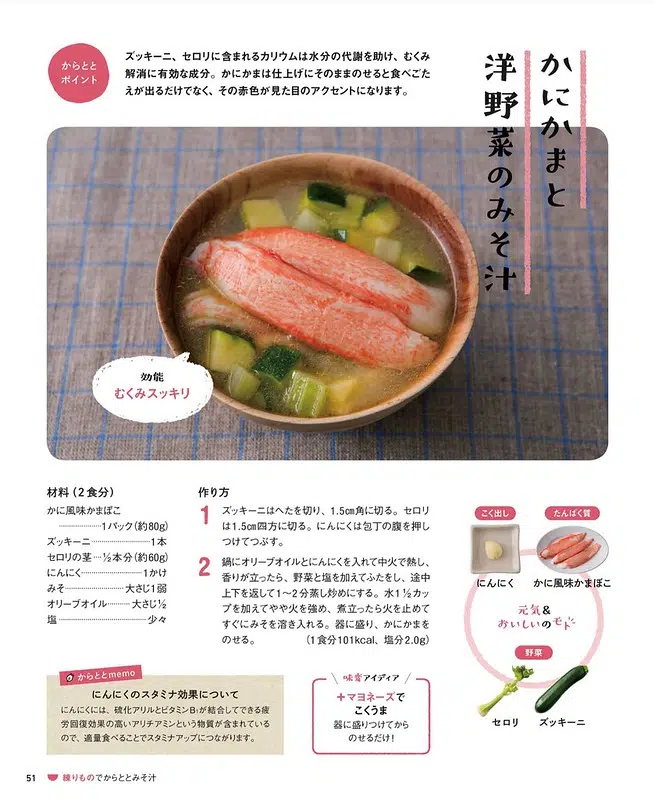 からとと
ポイント
ズッキーニ、セロリに含まれるカリウムは水分の代謝を助け、むくみ
解消に有効な成分。かにかまは仕上げにそのままのせると食べごた
えが出るだけでなく、その赤色が見た目のアクセントになります。
かにかまと
洋野菜のみそ汁
効能
むくみスッキリ
材料（2食分）
かに風味かまぼこ
…………………1パック（約80g）
ズッキーニ……………………1本
セロリの茎…½本分（約60g）
にんにく……………………1かけ
みそ……………………大さじ1弱
オリーブオイル………大さじ½
塩………………………………少々
作り方
1 ズッキーニはへたを切り、1.5cm角に切る。セロリ
は1.5cm四方に切る。にんにくは包丁の腹を押し
つけてつぶす。
2 鍋にオリーブオイルとにんにくを入れて中火で熱し、
香りが立ったら、野菜と塩を加えてふたをし、途中
上下を返して1〜2分蒸し炒めにする。水1½カッ
プを加えてやや火を強め、煮立ったら火を止めて
すぐにみそを溶き入れる。器に盛り、かにかまを
のせる。 （1食分101kcal、塩分2.0g）
こく出し
にんにく
たんぱく質
かに風味かまぼこ
元気&
おいしいのモト
野菜
セロリ
ズッキーニ
からととmemo
にんにくのスタミナ効果について
にんにくには、硫化アリルとビタミンB₁が結合してできる疲
労回復効果の高いアリチアミンという物質が含まれている
ので、適量食べることでスタミナアップにつながります。
味変アイディア
＋マヨネーズで
こくうま
器に盛りつけてから
のせるだけ!
51 練りものでからととみそ汁